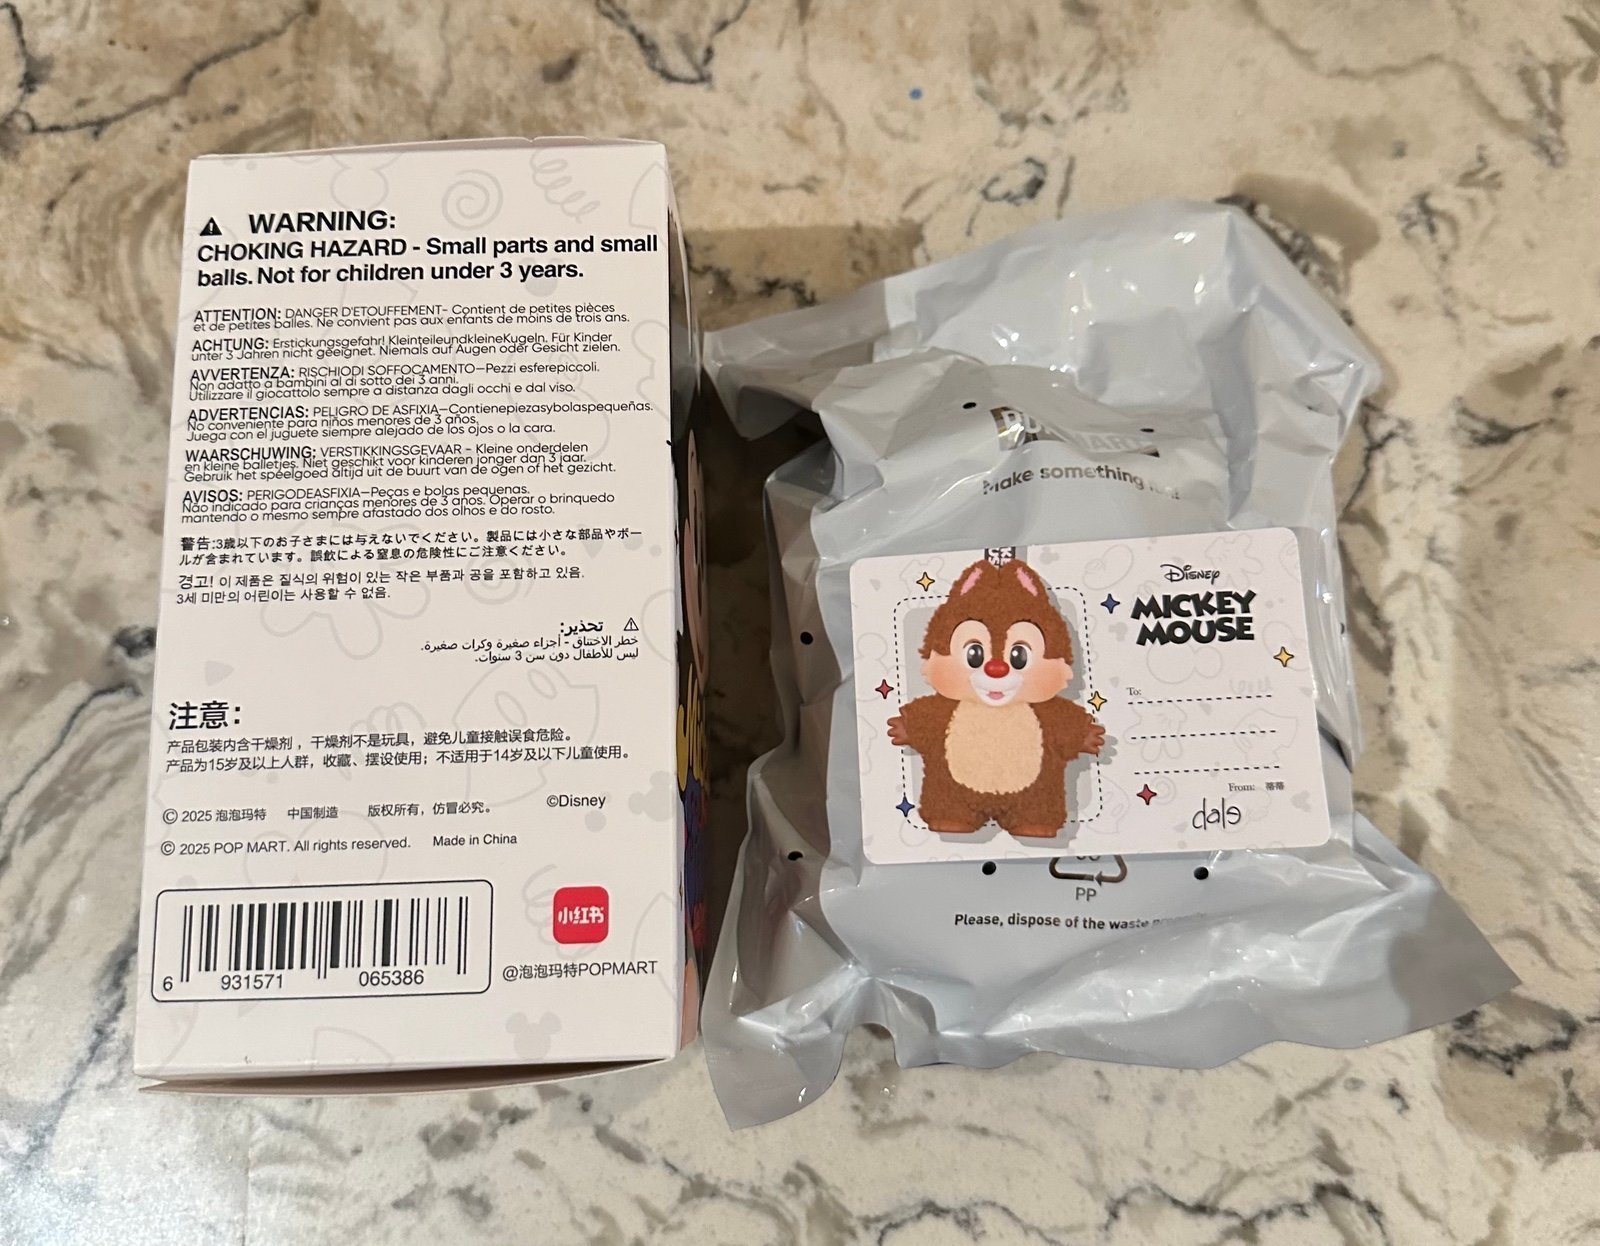 WARNING:
CHOKING HAZARD - Small parts and small
balls. Not for children under 3 years.
ATTENTION: DANGER D'ETOUFFEMENT- Contient de petites pièces
et de petites balles. Ne convient pas aux enfants de moins de trois ans.
ACHTUNG: Erstickungsgefahr! KleinteileundkleineKugeln. Für Kinder
unter 3 Jahren nicht geeignet. Niemals auf Augen oder Gesicht zielen.
AVVERTENZA: RISCHIODI SOFFOCAMENTO—Pezzi esferepiccoli.
Non adatto a bambini al di sotto dei 3 anni.
Utilizzare il giocattolo sempre a distanza dagli occhi e dal viso.
ADVERTENCIAS: PELIGRO DE ASFIXIA—Contienepiezasybolaspequeñas.
No conveniente para niños menores de 3 años.
Juega con el juguete siempre alejado de los ojos o la cara.
WAARSCHUWING: VERSTIKKINGSGEVAAR - Kleine onderdelen
en kleine balletjes. Niet geschikt voor kinderen jonger dan 3 jaar.
Gebruik het speelgoed altijd uit de buurt van de ogen of het gezicht.
AVISOS: PERIGODEASFIXIA—Peças e bolas pequenas.
Não indicado para crianças menores de 3 anos. Operar o brinquedo
mantendo o mesmo sempre afastado dos olhos e do rosto.
警告:3歳以下のお子さまには与えないでください。製品には小さな部品やボー
ルが含まれています。誤飲による窒息の危険性にご注意ください。
경고! 이 제품은 질식의 위험이 있는 작은 부품과 공을 포함하고 있음.
3세 미만의 어린이는 사용할 수 없음.
تحذير:
خطر الاختناق - أجزاء صغيرة وكرات صغيرة.
ليس للأطفال دون سن 3 سنوات.
注意：
产品包装内含干燥剂，干燥剂不是玩具，避免儿童接触误食危险。
产品为15岁及以上人群，收藏、摆设使用；不适用于14岁及以下儿童使用。
© 2025 泡泡玛特 中国制造 版权所有，仿冒必究。 ©Disney
© 2025 POP MART. All rights reserved. Made in China
6 931571 065386
小红书
@泡泡玛特POPMART
MART
Make something
Disney
MICKEY
MOUSE
To:
From: 蒂蒂
dale
PP
Please, dispose of the waste